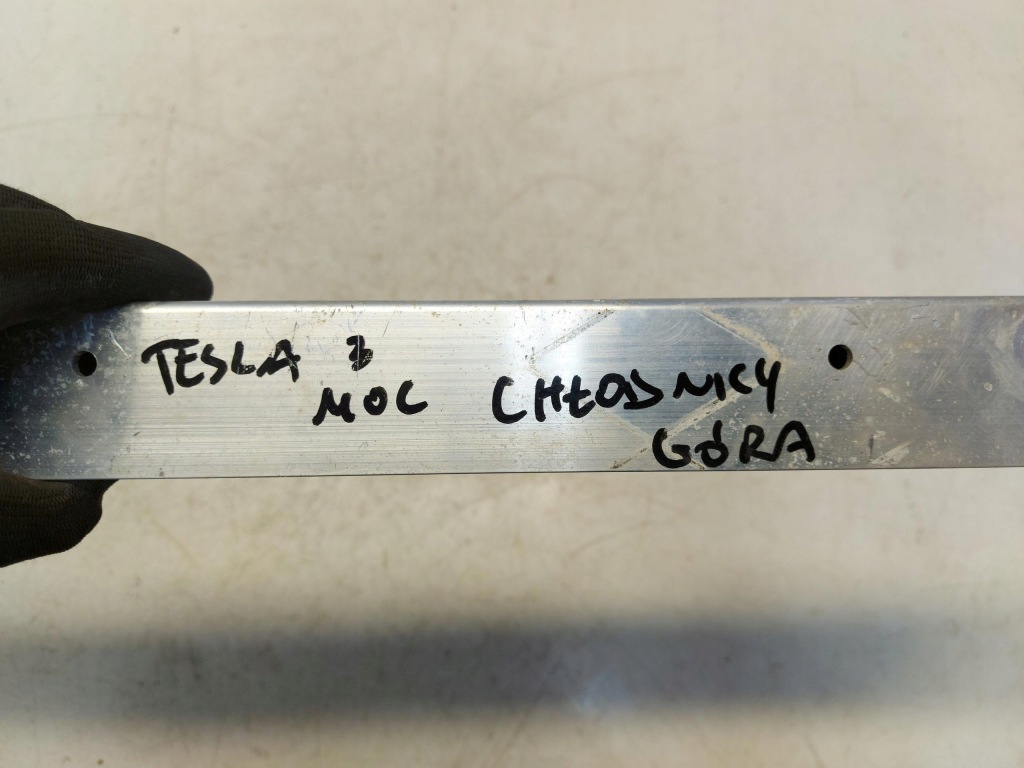 TESLA 3
MOC CHŁODNICY
GÓRA